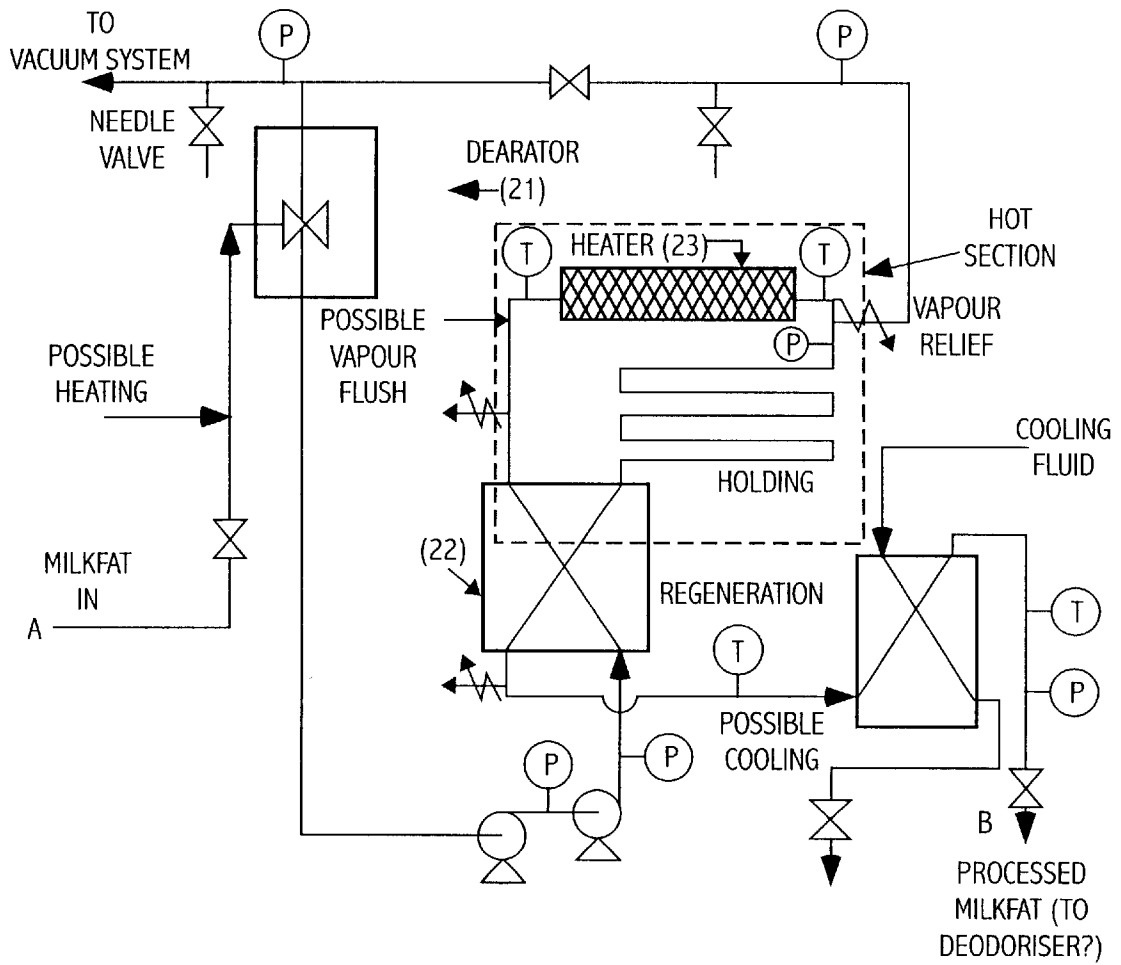 TO
VACUUM SYSTEM
P
P
NEEDLE
VALVE
DEARATOR
(21)
HOT
SECTION
T
HEATER (23)
T
POSSIBLE
VAPOUR
FLUSH
VAPOUR
RELIEF
P
POSSIBLE
HEATING
COOLING
FLUID
HOLDING
(22)
MILKFAT
IN
A
REGENERATION
T
T
P
POSSIBLE
COOLING
P
P
B
PROCESSED
MILKFAT (TO
DEODORISER?)